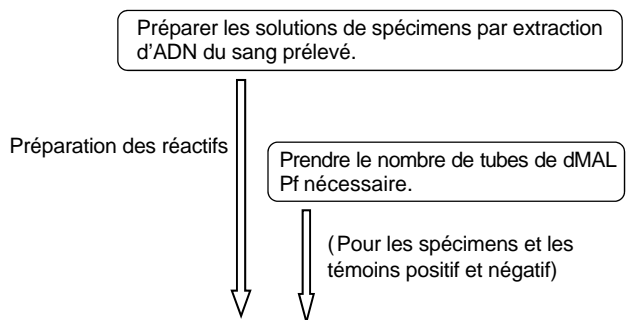 Préparer les solutions de spécimens par extraction
d'ADN du sang prélevé.
Préparation des réactifs
Prendre le nombre de tubes de dMAL
Pf nécessaire.
(Pour les spécimens et les
témoins positif et négatif)